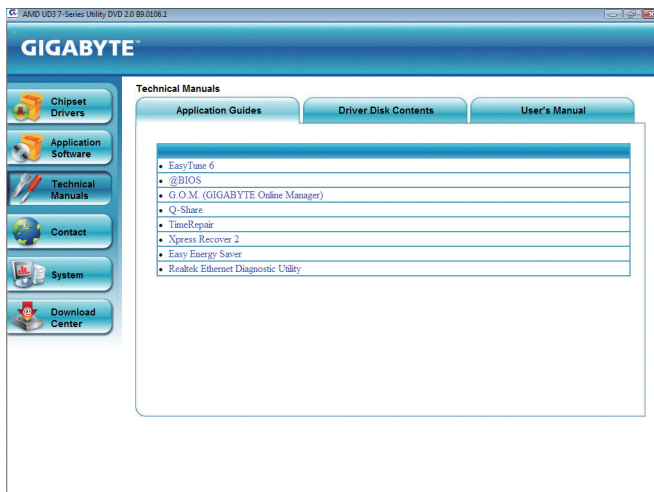 AMD UD3 7-Series Utility DVD 2.0 B9.0106.1
GIGABYTE™
Chipset
Drivers
Application
Software
Technical
Manuals
Contact
System
Download
Center
Technical Manuals
Application Guides
Driver Disk Contents
User's Manual
• EasyTune 6
• @BIOS
• G.O.M. (GIGABYTE Online Manager)
• Q-Share
• TimeRepair
• Xpress Recover 2
• Easy Energy Saver
• Realtek Ethernet Diagnostic Utility